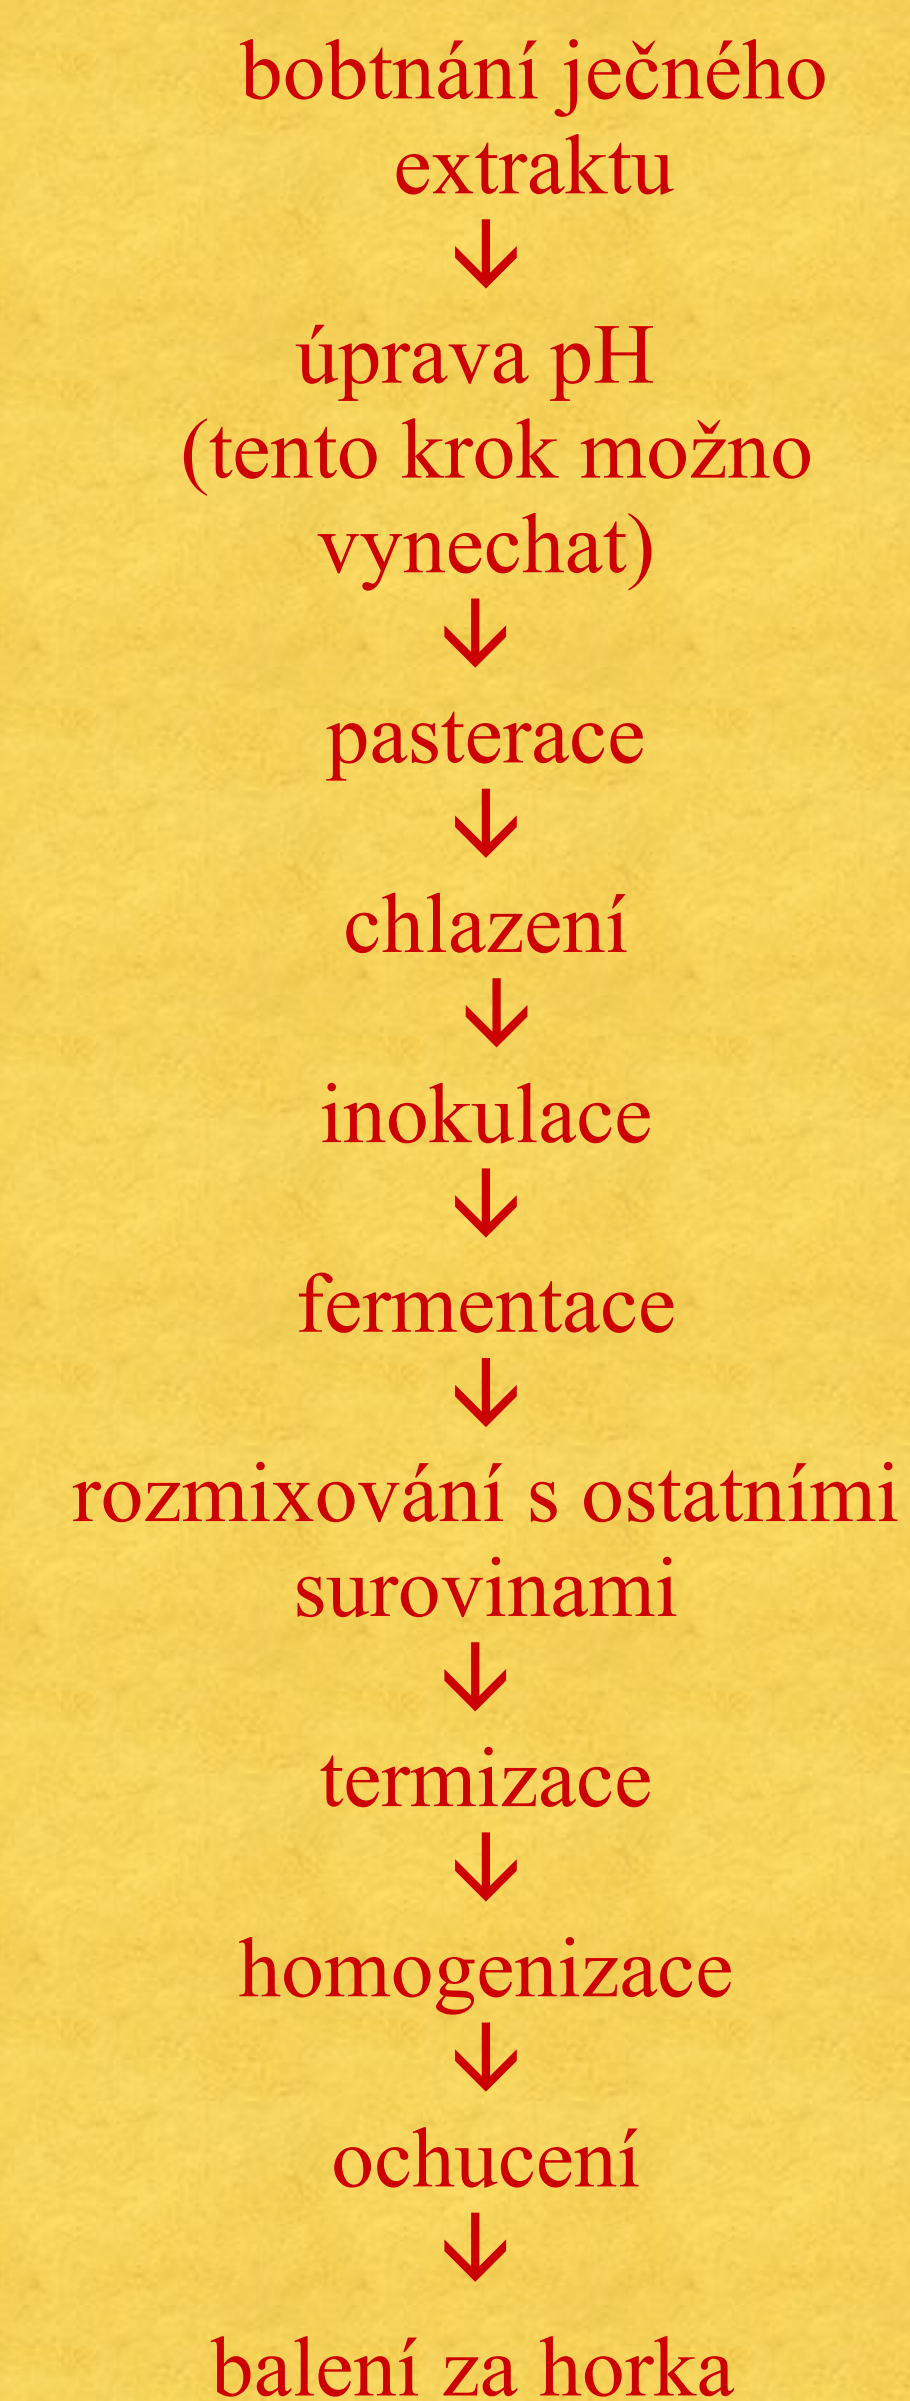 bobtnání ječného
extraktu
↓
úprava pH
(tento krok možno
vynechat)
↓
pasterace
↓
chlazení
↓
inokulace
↓
fermentace
↓
rozmixování s ostatními
surovinami
↓
termizace
↓
homogenizace
↓
ochucení
↓
balení za horka